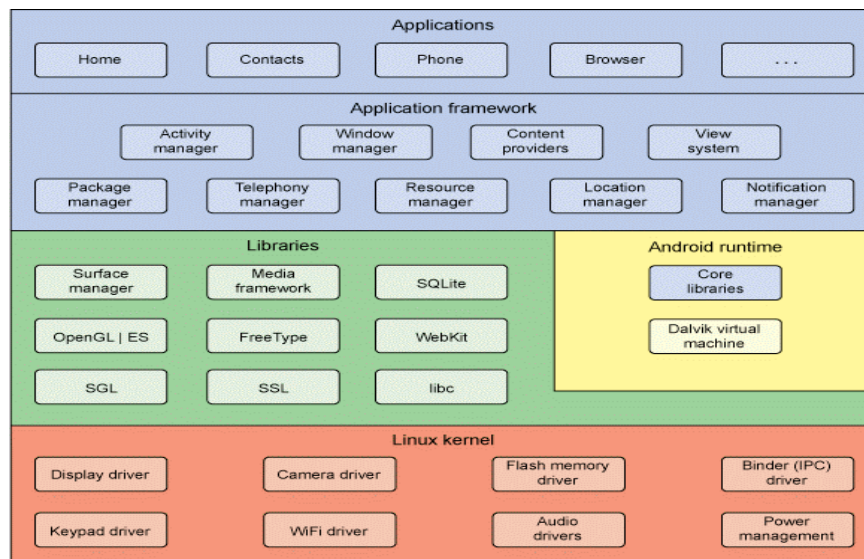 Applications
Home
Contacts
Phone
Browser
. . .
Application framework
Activity
manager
Window
manager
Content
providers
View
system
Package
manager
Telephony
manager
Resource
manager
Location
manager
Notification
manager
Libraries
Surface
manager
Media
framework
SQLite
OpenGL | ES
FreeType
WebKit
SGL
SSL
libc
Android runtime
Core
libraries
Dalvik virtual
machine
Linux kernel
Display driver
Camera driver
Flash memory
driver
Binder (IPC)
driver
Keypad driver
WiFi driver
Audio
drivers
Power
management